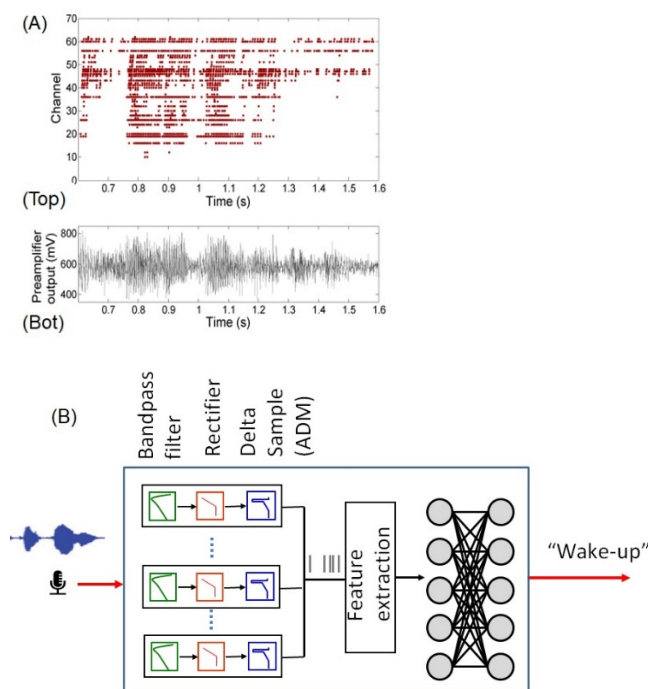 (A)
70
60
50
40
30
20
10
0
Channel
0.7 0.8 0.9 1.0 1.1 1.2 1.3 1.4 1.5 1.6
Time (s)
(Top)
800
600
400
Preamplifier
output (mV)
0.7 0.8 0.9 1.0 1.1 1.2 1.3 1.4 1.5 1.6
Time (s)
(Bot)
(B)
Bandpass
filter
Rectifier
Delta
Sample
(ADM)
Feature
extraction
“Wake-up”